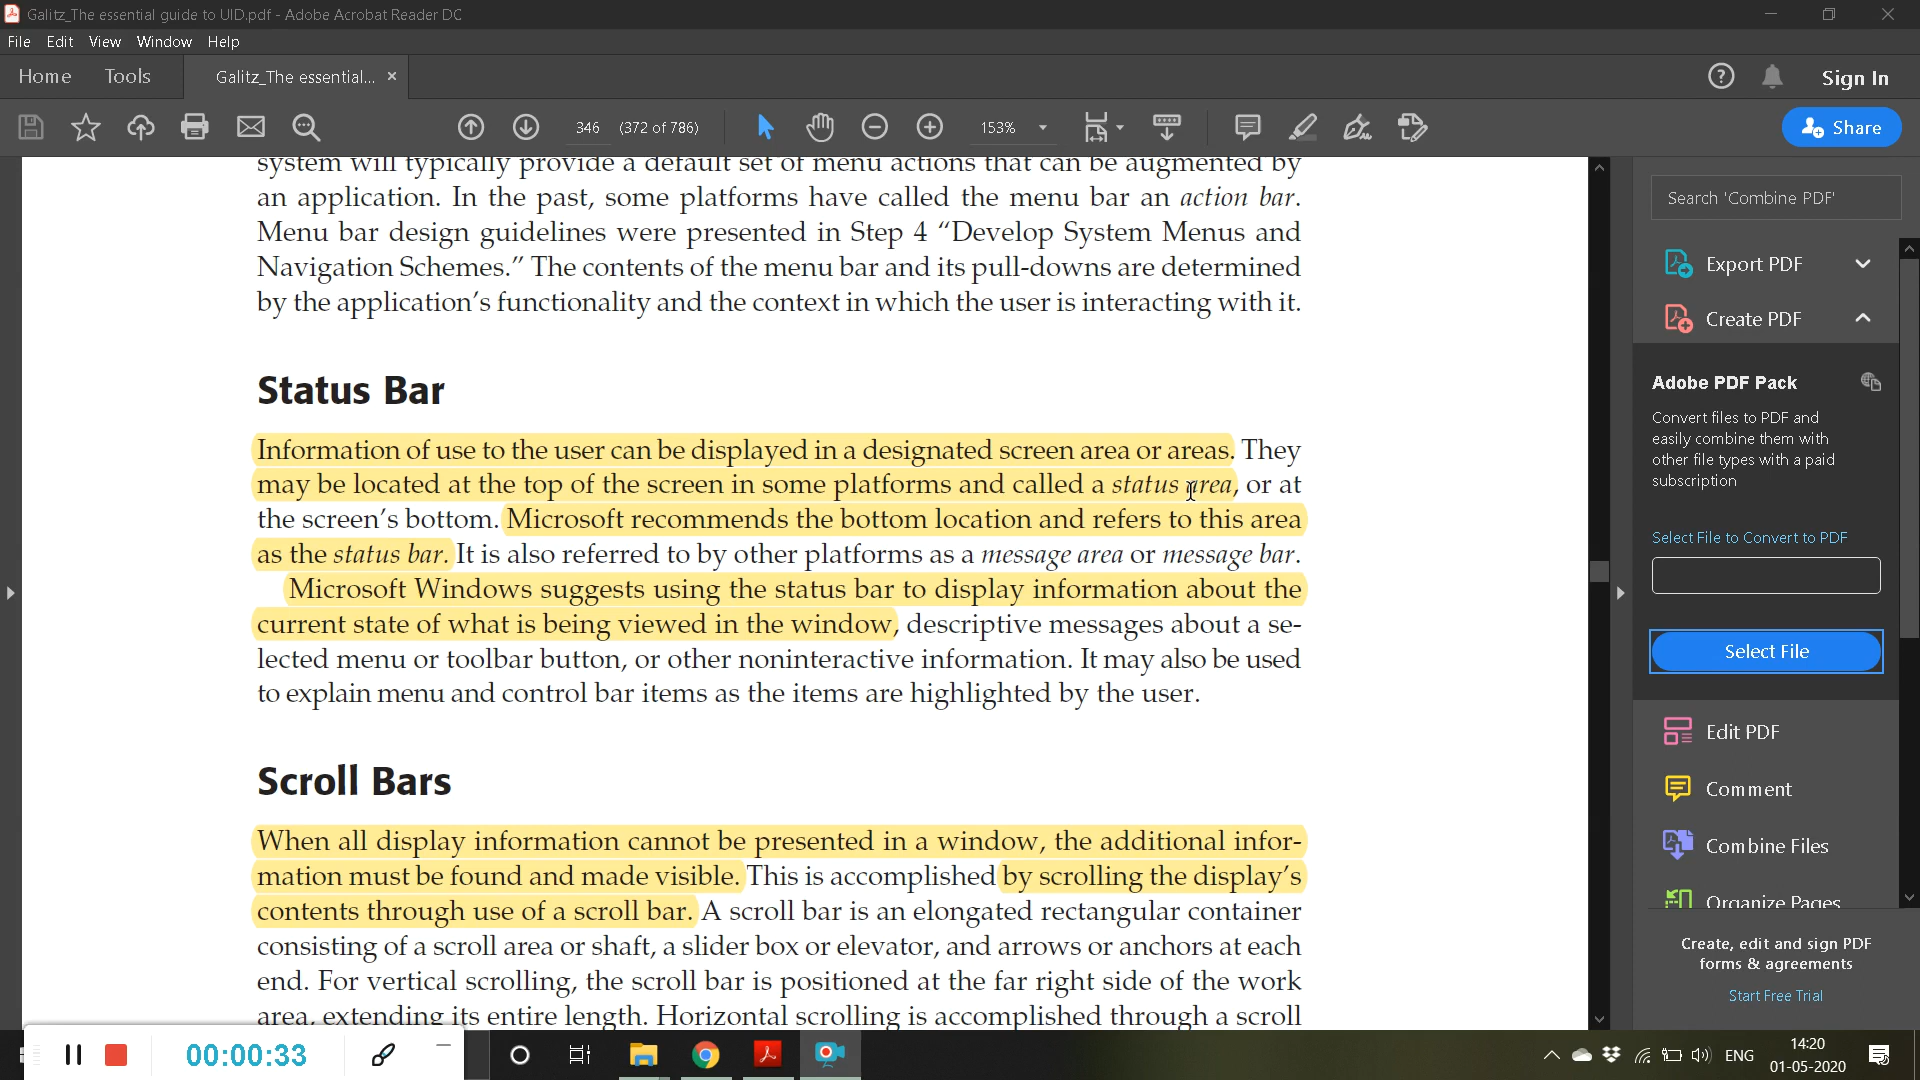 Galitz_The essential guide to UID.pdf - Adobe Acrobat Reader DC
File Edit View Window Help
Home Tools Galitz_The essential... × Sign In
346 (372 of 786) 153% Share
system will typically provide a default set of menu actions that can be augmented by
an application. In the past, some platforms have called the menu bar an action bar.
Menu bar design guidelines were presented in Step 4 “Develop System Menus and
Navigation Schemes.” The contents of the menu bar and its pull-downs are determined
by the application’s functionality and the context in which the user is interacting with it.
Status Bar
Information of use to the user can be displayed in a designated screen area or areas. They
may be located at the top of the screen in some platforms and called a status area, or at
the screen’s bottom. Microsoft recommends the bottom location and refers to this area
as the status bar. It is also referred to by other platforms as a message area or message bar.
Microsoft Windows suggests using the status bar to display information about the
current state of what is being viewed in the window, descriptive messages about a se-
lected menu or toolbar button, or other noninteractive information. It may also be used
to explain menu and control bar items as the items are highlighted by the user.
Scroll Bars
When all display information cannot be presented in a window, the additional infor-
mation must be found and made visible. This is accomplished by scrolling the display’s
contents through use of a scroll bar. A scroll bar is an elongated rectangular container
consisting of a scroll area or shaft, a slider box or elevator, and arrows or anchors at each
end. For vertical scrolling, the scroll bar is positioned at the far right side of the work
area, extending its entire length. Horizontal scrolling is accomplished through a scroll
Search 'Combine PDF'
Export PDF
Create PDF
Adobe PDF Pack
Convert files to PDF and
easily combine them with
other file types with a paid
subscription
Select File to Convert to PDF
Select File
Edit PDF
Comment
Combine Files
Organize Pages
Create, edit and sign PDF
forms & agreements
Start Free Trial
00:00:33
ENG
14:20
01-05-2020